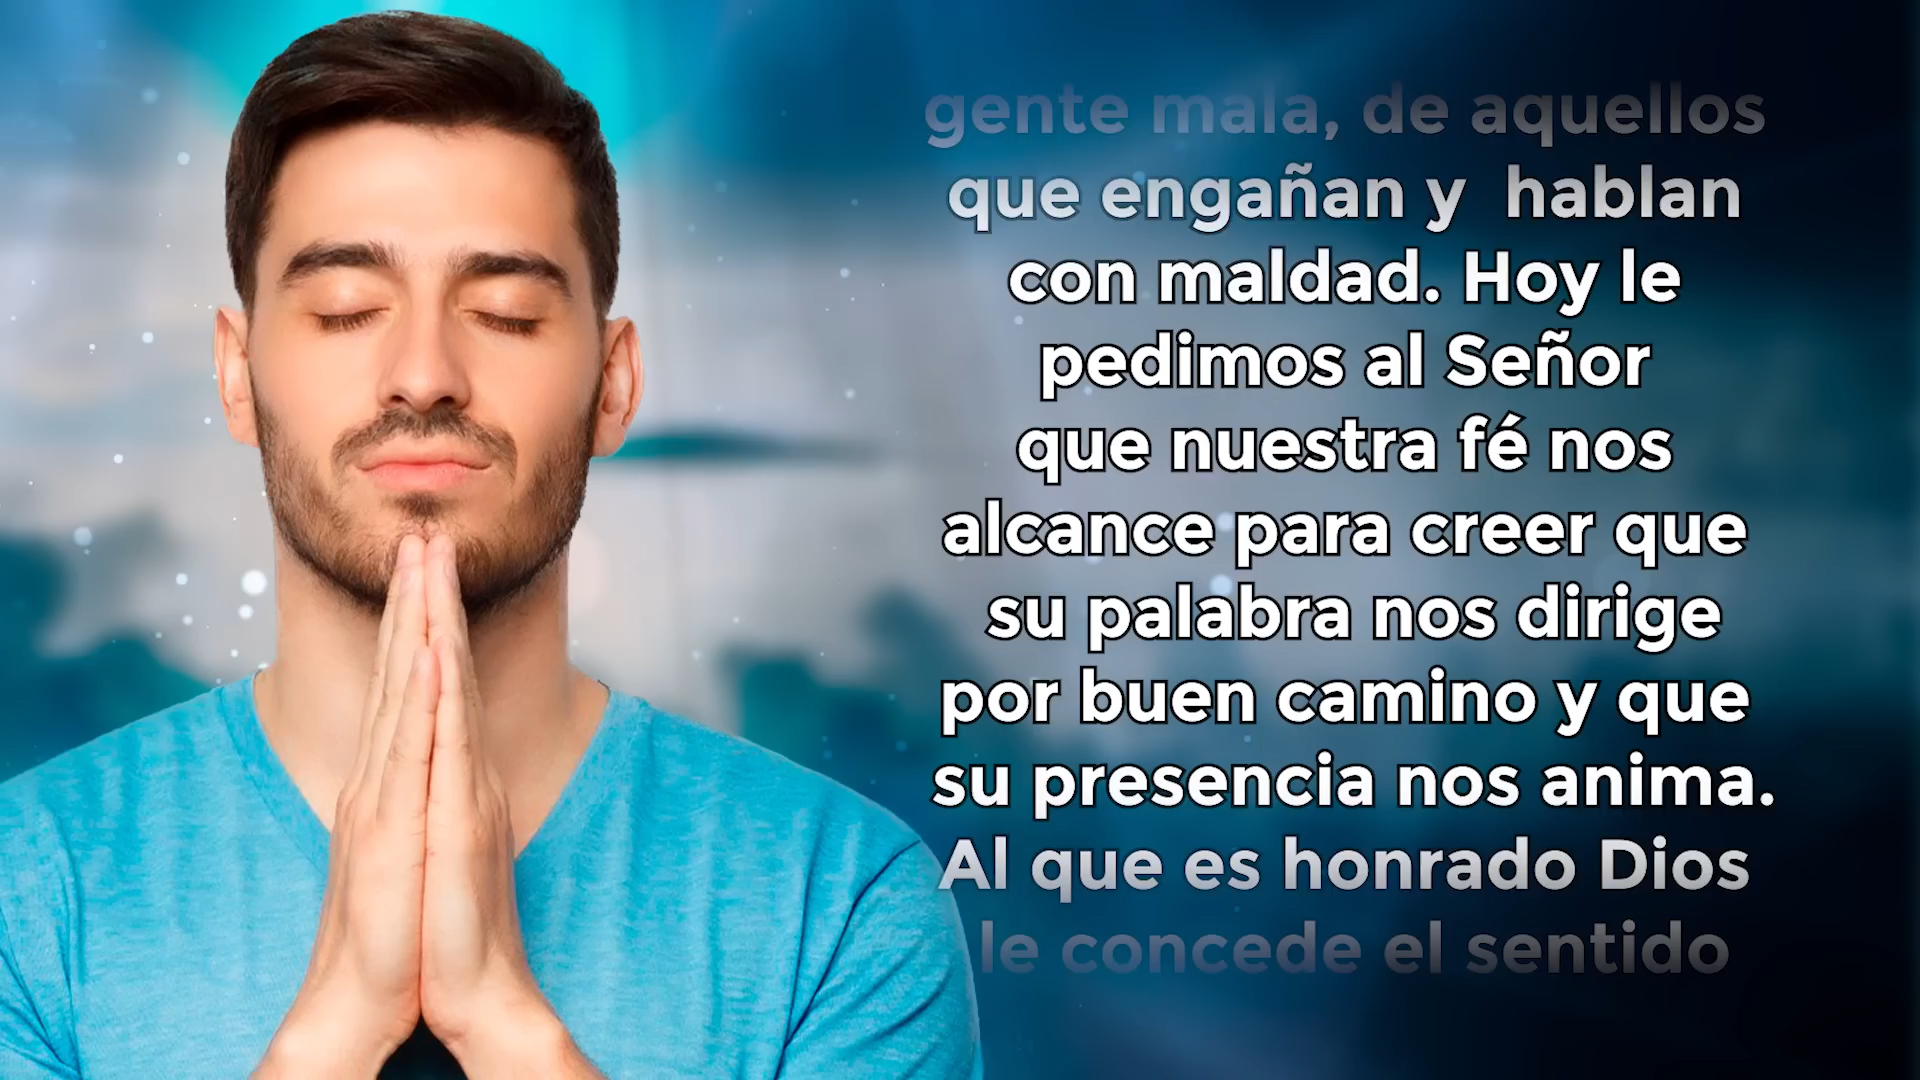 gente mala, de aquellos
que engañan y  hablan
con maldad. Hoy le
pedimos al Señor
que nuestra fé nos
alcance para creer que
su palabra nos dirige
por buen camino y que
su presencia nos anima.
Al que es honrado Dios
le concede el sentido